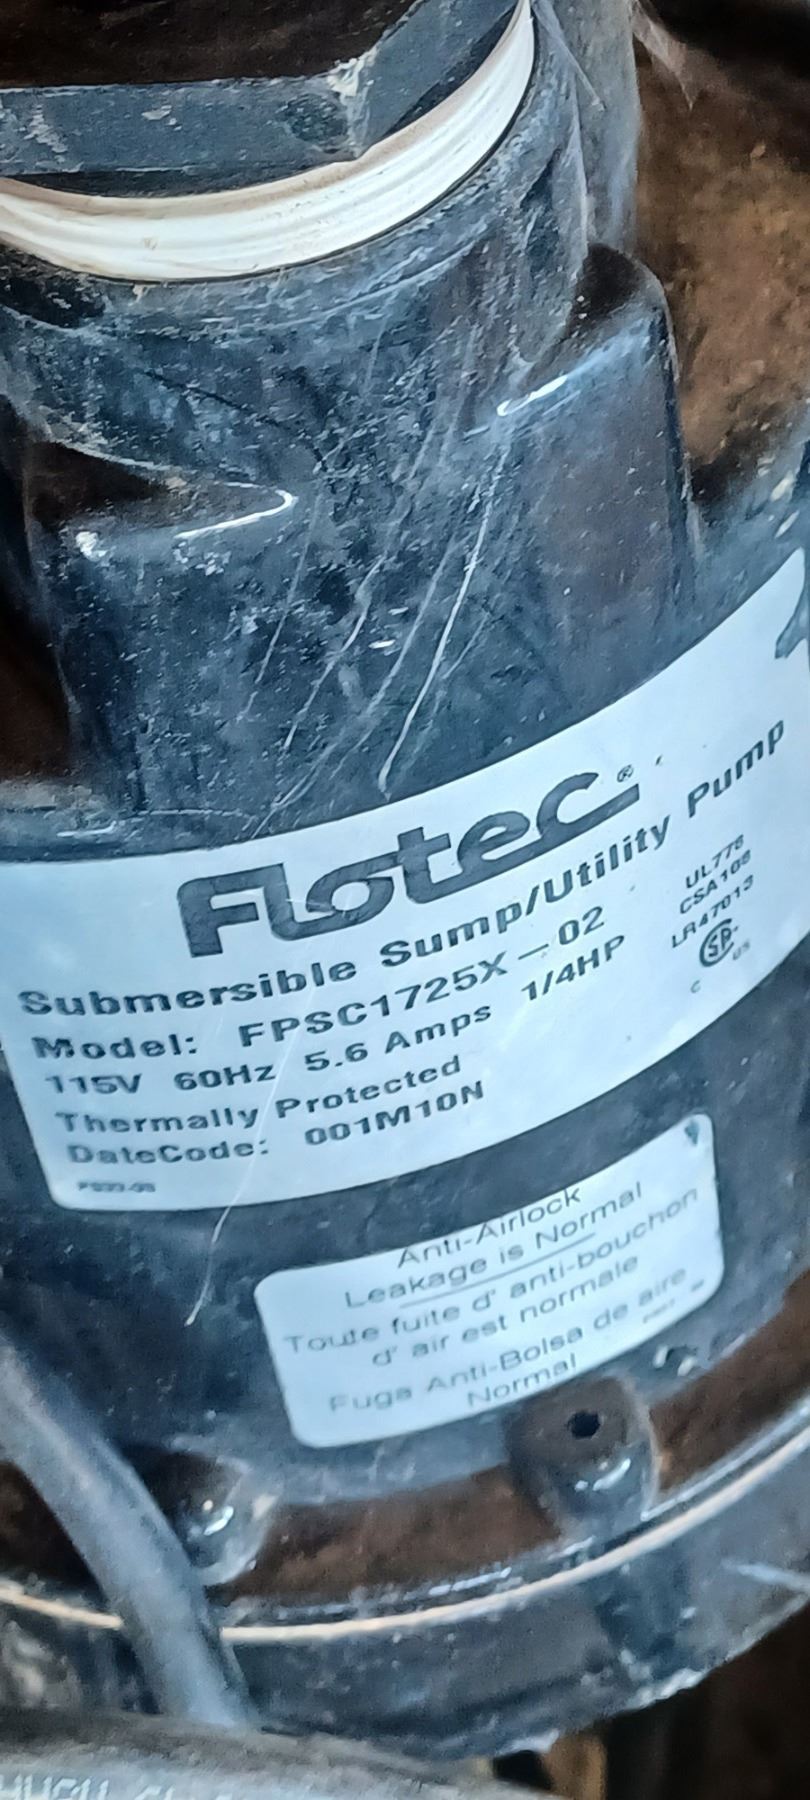 Flotec®
Submersible Sump/Utility Pump
Model: FPSC1725X-02
115V 60Hz 5.6 Amps 1/4HP
Thermally Protected
DateCode: 001M10N
UL778
CSA108
LR47013
C US
Anti-Airlock
Leakage is Normal
Toute fuite d' anti-bouchon
d' air est normale
Fuga Anti-Bolsa de aire
Normal